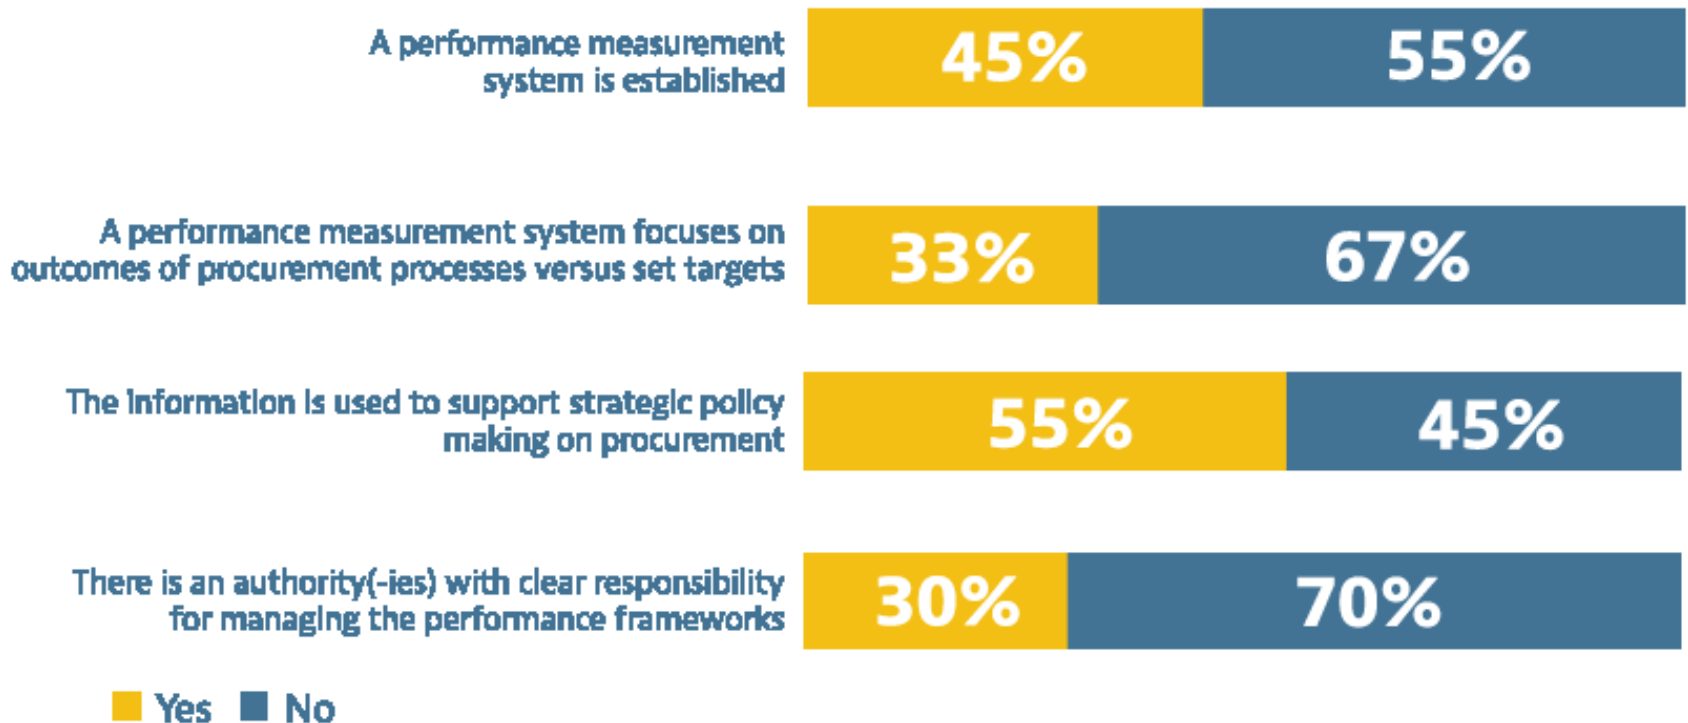 A performance measurement
system is established
45%
55%
A performance measurement system focuses on
outcomes of procurement processes versus set targets
33%
67%
The information is used to support strategic policy
making on procurement
55%
45%
There is an authority(-ies) with clear responsibility
for managing the performance frameworks
30%
70%
Yes
No